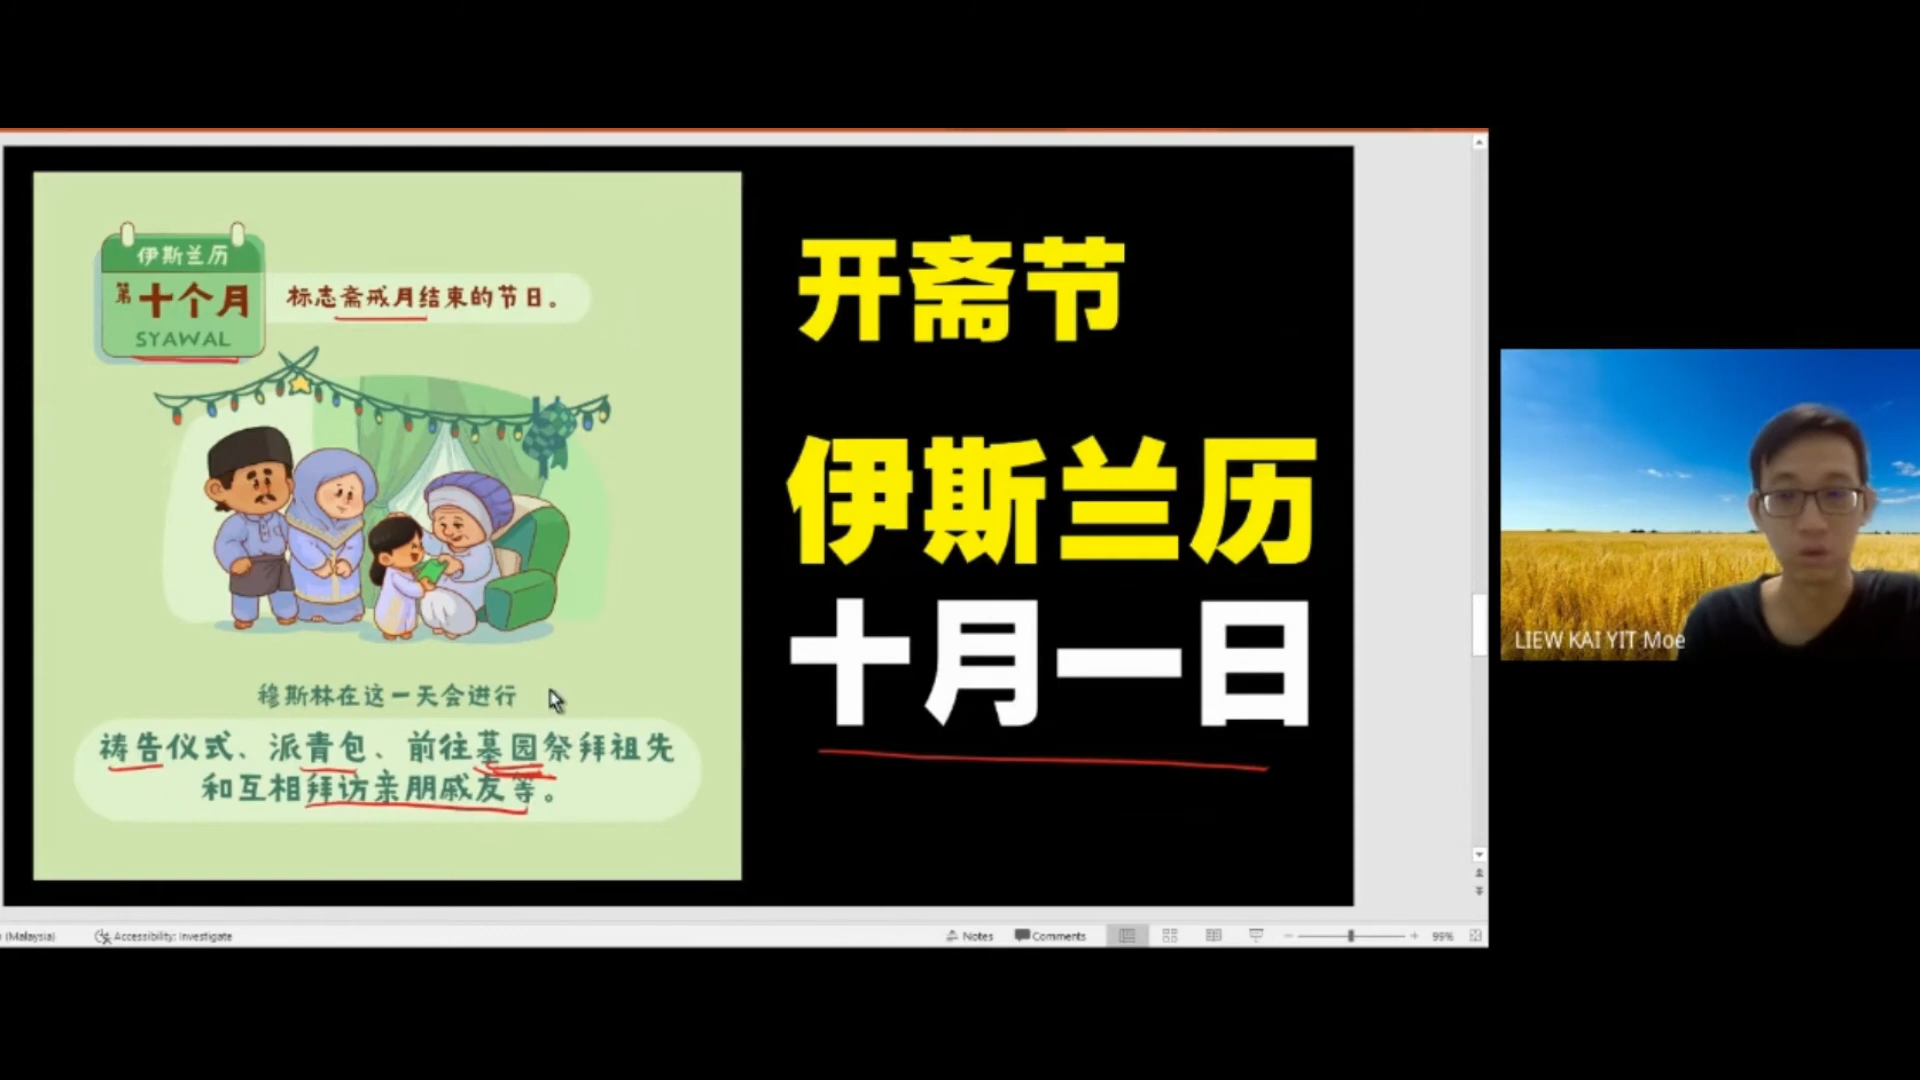 伊斯兰历
第十个月
SYAWAL
标志斋戒月结束的节日。
穆斯林在这一天会进行
祷告仪式、派青包、前往墓园祭拜祖先
和互相拜访亲朋戚友等。
开斋节
伊斯兰历
十月一日
LIEW KAI YIT Moe
(Malaysia)
Accessibility: Investigate
Notes
Comments
99%